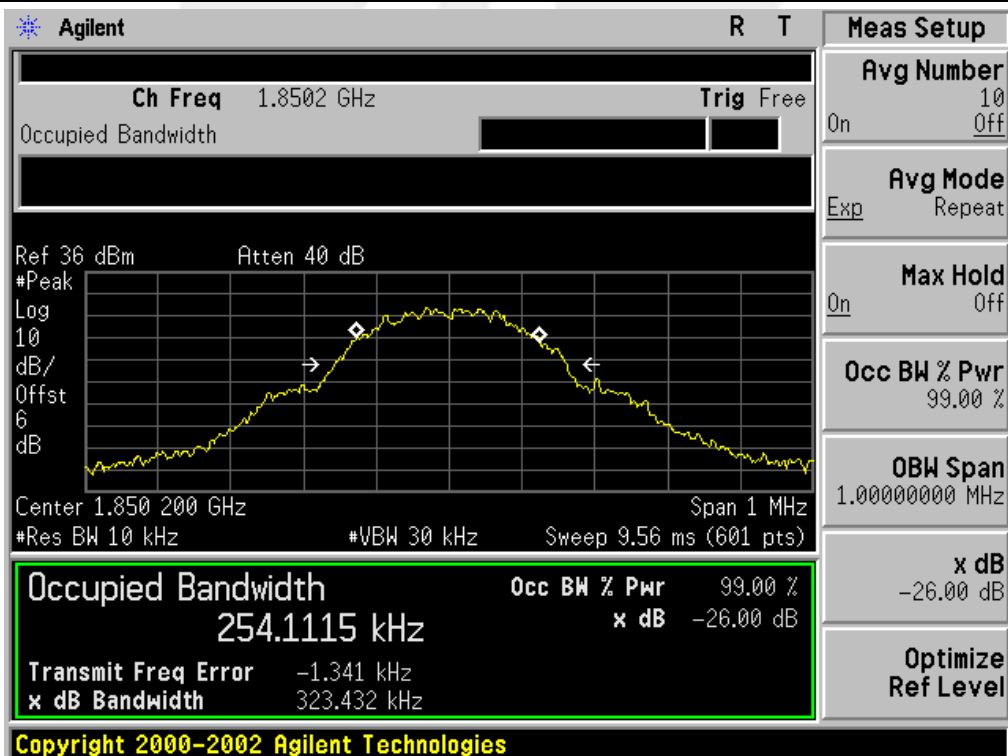 Agilent R T Meas Setup
Ch Freq 1.8502 GHz Trig Free
Occupied Bandwidth
Avg Number
10
On Off
Avg Mode
Exp Repeat
Max Hold
On Off
Occ BW % Pwr
99.00 %
OBW Span
1.00000000 MHz
x dB
-26.00 dB
Optimize
Ref Level
Ref 36 dBm Atten 40 dB
#Peak
Log
10
dB/
Offst
6
dB
Center 1.850 200 GHz Span 1 MHz
#Res BW 10 kHz #VBW 30 kHz Sweep 9.56 ms (601 pts)
Occupied Bandwidth Occ BW % Pwr 99.00 %
254.1115 kHz x dB -26.00 dB
Transmit Freq Error -1.341 kHz
x dB Bandwidth 323.432 kHz
Copyright 2000-2002 Agilent Technologies